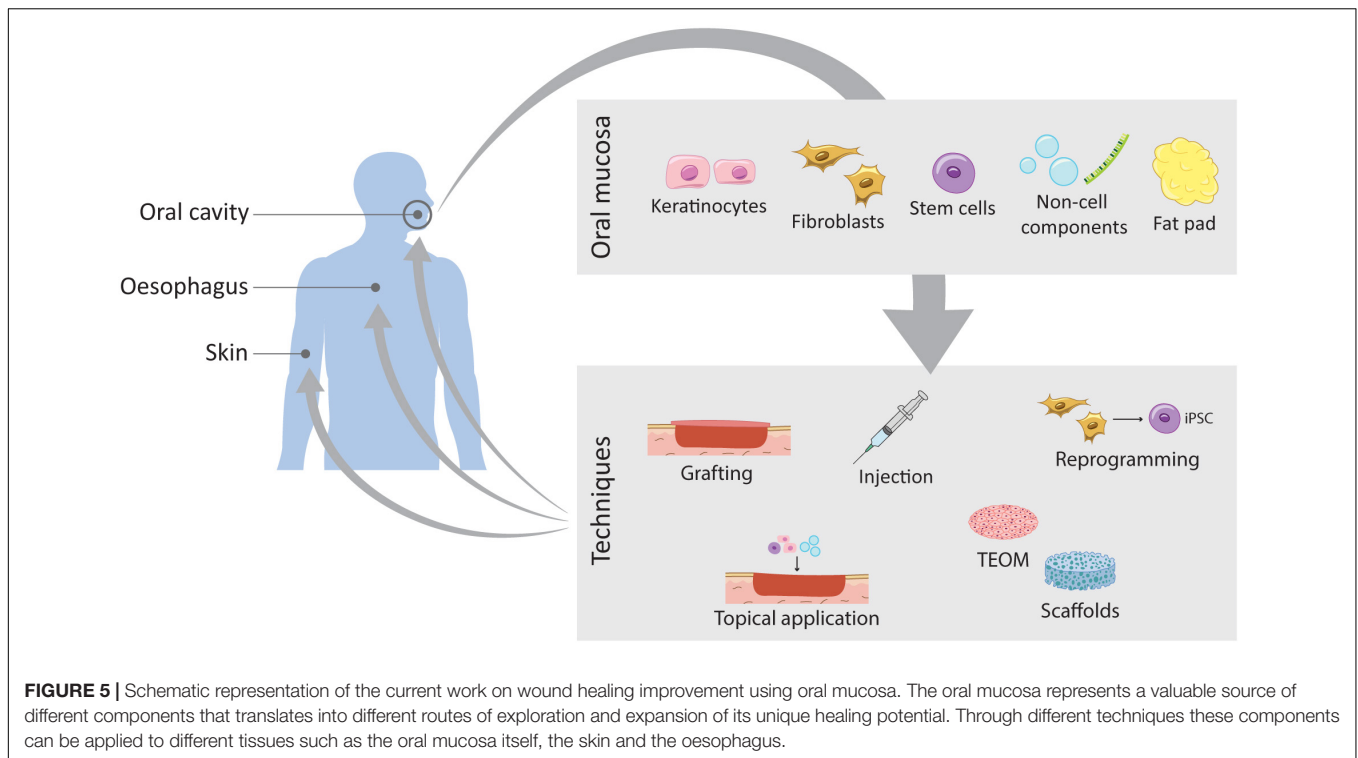 Oral cavity
Oesophagus
Skin
Oral mucosa
Keratinocytes
Fibroblasts
Stem cells
Non-cell
components
Fat pad
Techniques
Grafting
Injection
iPSC
Reprogramming
Topical application
TEOM
Scaffolds
FIGURE 5 | Schematic representation of the current work on wound healing improvement using oral mucosa. The oral mucosa represents a valuable source of
different components that translates into different routes of exploration and expansion of its unique healing potential. Through different techniques these components
can be applied to different tissues such as the oral mucosa itself, the skin and the oesophagus.